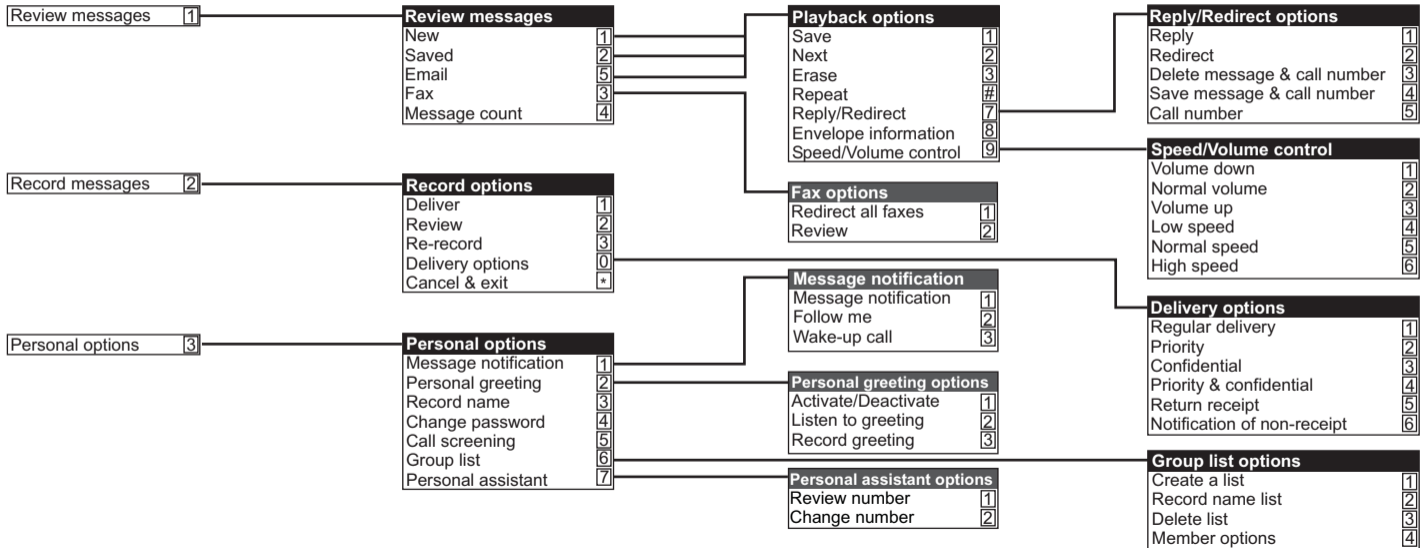 Review messages 1
Review messages
New 1
Saved 2
Email 5
Fax 3
Message count 4
Playback options
Save 1
Next 2
Erase 3
Repeat #
Reply/Redirect 7
Envelope information 8
Speed/Volume control 9
Reply/Redirect options
Reply 1
Redirect 2
Delete message & call number 3
Save message & call number 4
Call number 5
Speed/Volume control
Volume down 1
Normal volume 2
Volume up 3
Low speed 4
Normal speed 5
High speed 6
Fax options
Redirect all faxes 1
Review 2
Record messages 2
Record options
Deliver 1
Review 2
Re-record 3
Delivery options 0
Cancel & exit *
Delivery options
Regular delivery 1
Priority 2
Confidential 3
Priority & confidential 4
Return receipt 5
Notification of non-receipt 6
Personal options 3
Personal options
Message notification 1
Personal greeting 2
Record name 3
Change password 4
Call screening 5
Group list 6
Personal assistant 7
Message notification
Message notification 1
Follow me 2
Wake-up call 3
Personal greeting options
Activate/Deactivate 1
Listen to greeting 2
Record greeting 3
Personal assistant options
Review number 1
Change number 2
Group list options
Create a list 1
Record name list 2
Delete list 3
Member options 4